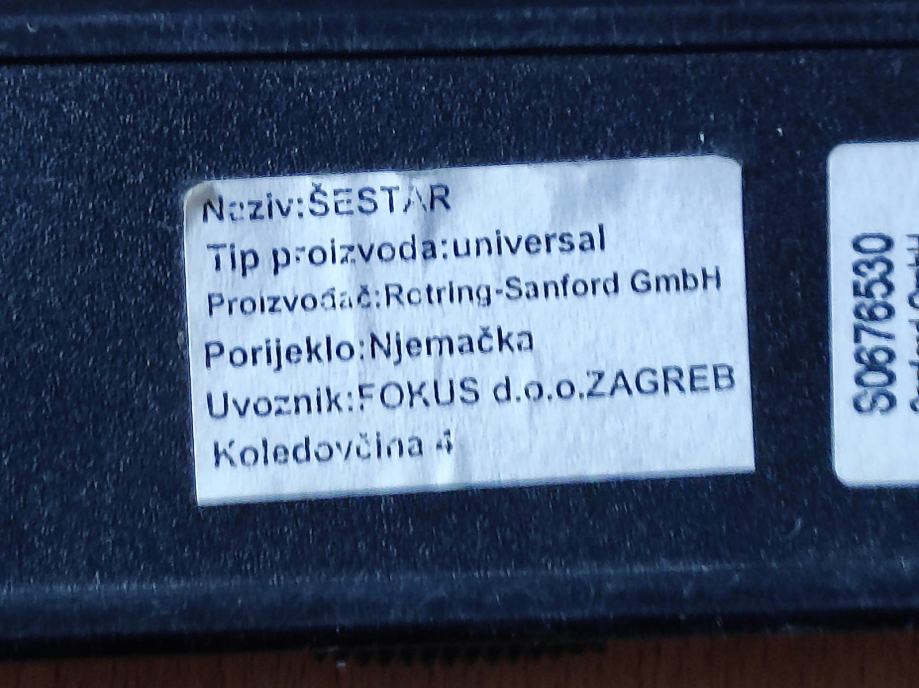 Naziv:ŠESTAR
Tip proizvoda:universal
Proizvođač:Rotring-Sanford GmbH
Porijeklo:Njemačka
Uvoznik:FOKUS d.o.o.ZAGREB
Koledovčina 4
S0676530